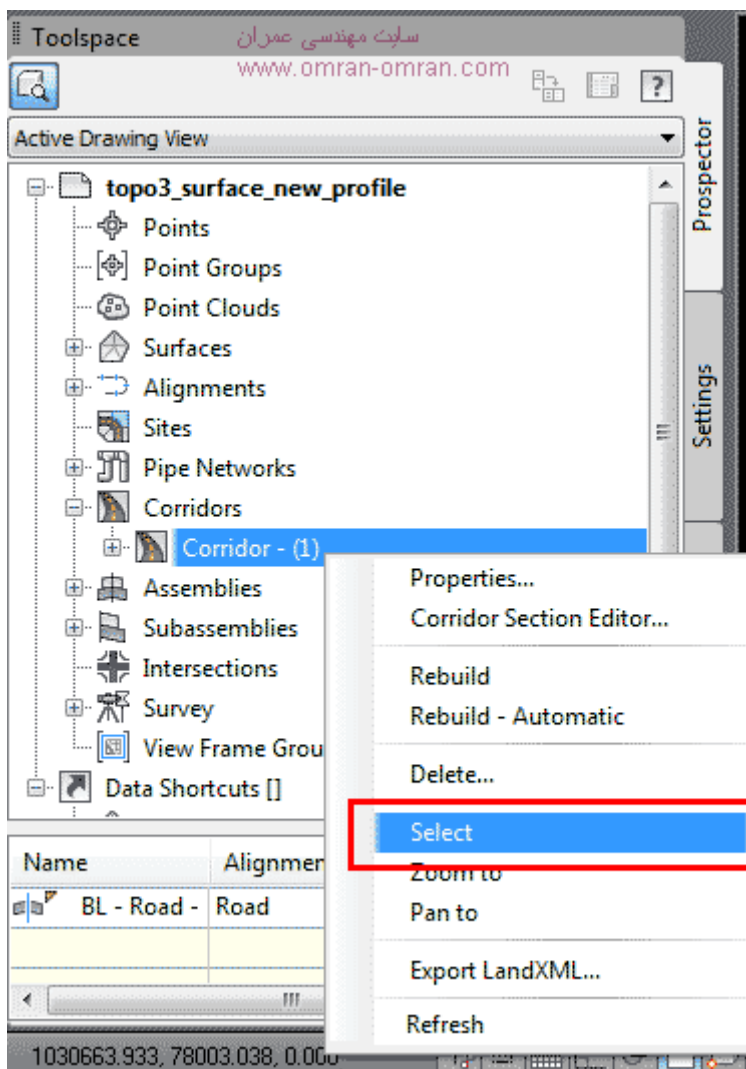 Toolspace
سایت مهندسی عمران
www.omran-omran.com
?
Active Drawing View
Prospector
Settings
topo3_surface_new_profile
Points
Point Groups
Point Clouds
Surfaces
Alignments
Sites
Pipe Networks
Corridors
Corridor - (1)
Assemblies
Subassemblies
Intersections
Survey
View Frame Grou
Data Shortcuts []
Properties...
Corridor Section Editor...
Rebuild
Rebuild - Automatic
Delete...
Select
Zoom to
Pan to
Export LandXML...
Refresh
Name Alignmen
BL - Road - Road
1030663.933, 78003.038, 0.000